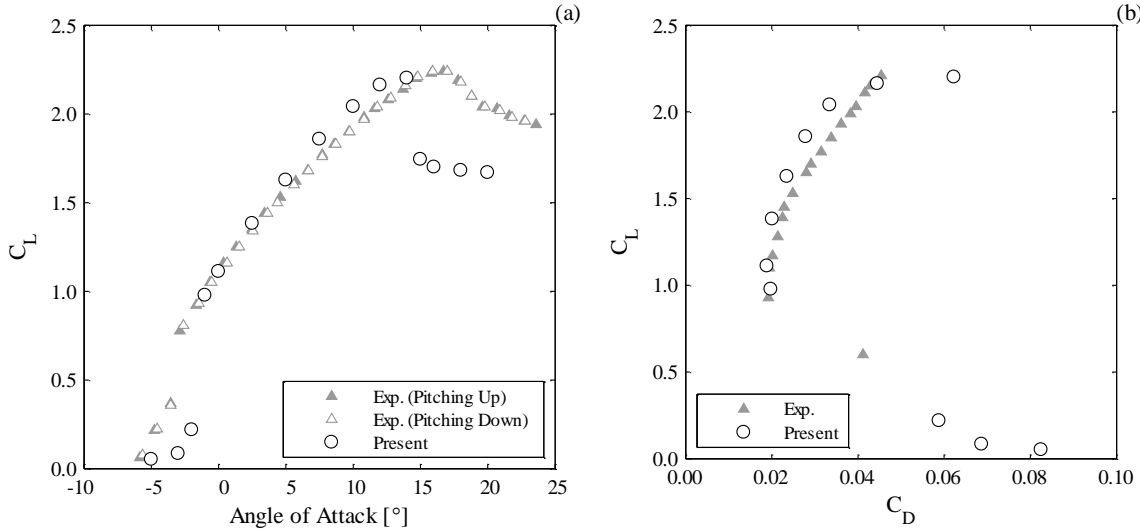 (a)
2.5
2.0
1.5
1.0
0.5
0.0
C_L
-10 -5 0 5 10 15 20 25
Angle of Attack [°]
Exp. (Pitching Up)
Exp. (Pitching Down)
Present
(b)
2.5
2.0
1.5
1.0
0.5
0.0
C_L
0.00 0.02 0.04 0.06 0.08 0.10
C_D
Exp.
Present